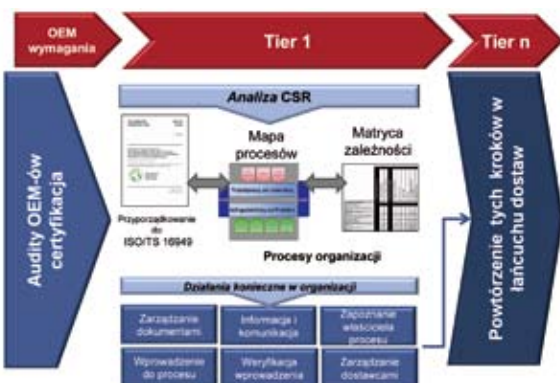 OEM
wymagania
Tier 1
Tier n
Audity OEM-ów
certyfikacja
Analiza CSR
Mapa
procesów
Matryca
zależności
Przyporządkowanie
do
ISO/TS 16949
Procesy organizacji
Działania konieczne w organizacji
Zarządzanie
dokumentami
Informacja i
komunikacja
Zapoznanie
właściciela
procesu
Wprowadzenie
do procesu
Weryfikacja
wprowadzenia
Zarządzanie
dostawcami
Powtórzenie tych kroków w
łańcuchu dostaw